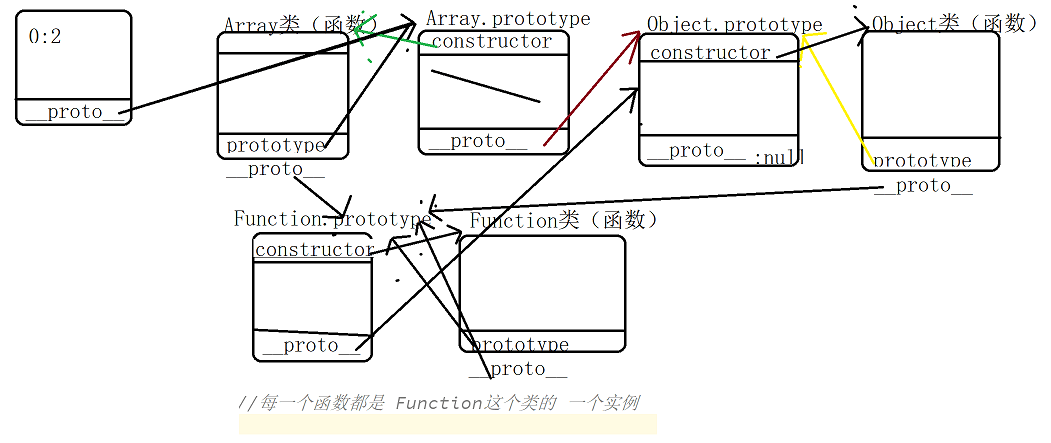 0:2
__proto__
Array类（函数）
prototype
__proto__
Array.prototype
constructor
__proto__
Object.prototype
constructor
__proto__ :null
Object类（函数）
prototype
__proto__
Function.prototype
constructor
__proto__
Function类（函数）
prototype
__proto__
//每一个函数都是 Function这个类的 一个实例